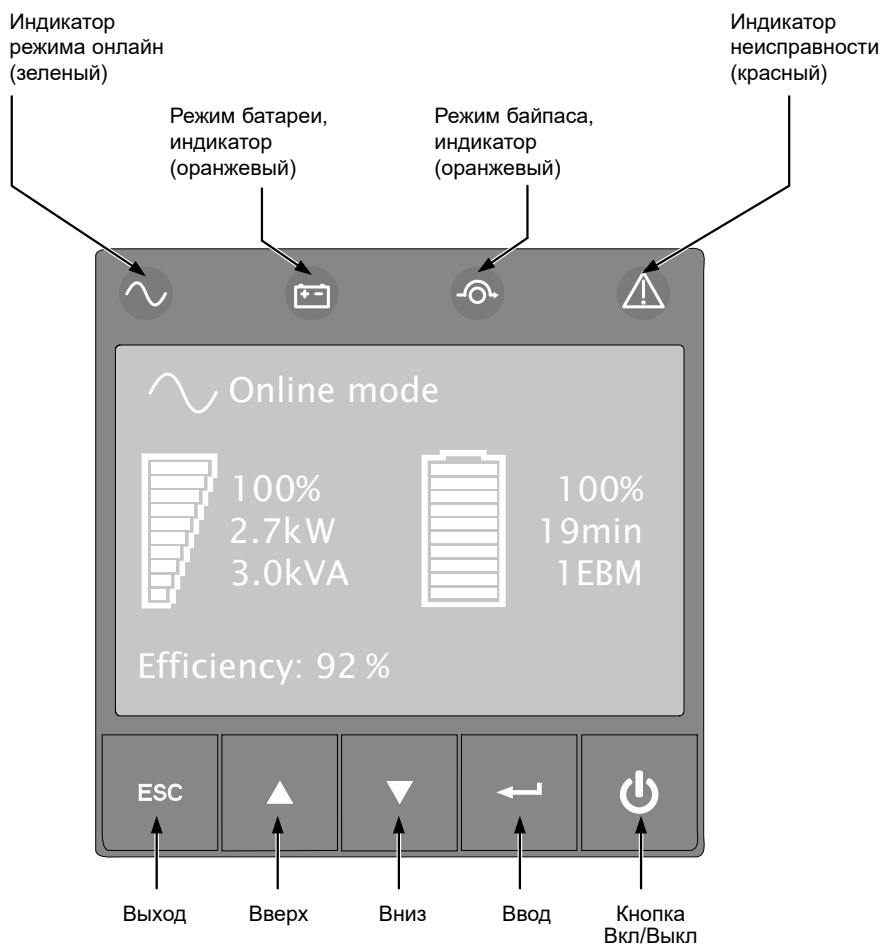 Индикатор
режима онлайн
(зеленый)
Индикатор
неисправности
(красный)
Режим батареи,
индикатор
(оранжевый)
Режим байпаса,
индикатор
(оранжевый)
Online mode
100%
2.7kW
3.0kVA
100%
19min
1EBM
Efficiency: 92 %
ESC
Выход
Вверх
Вниз
Ввод
Кнопка
Вкл/Выкл